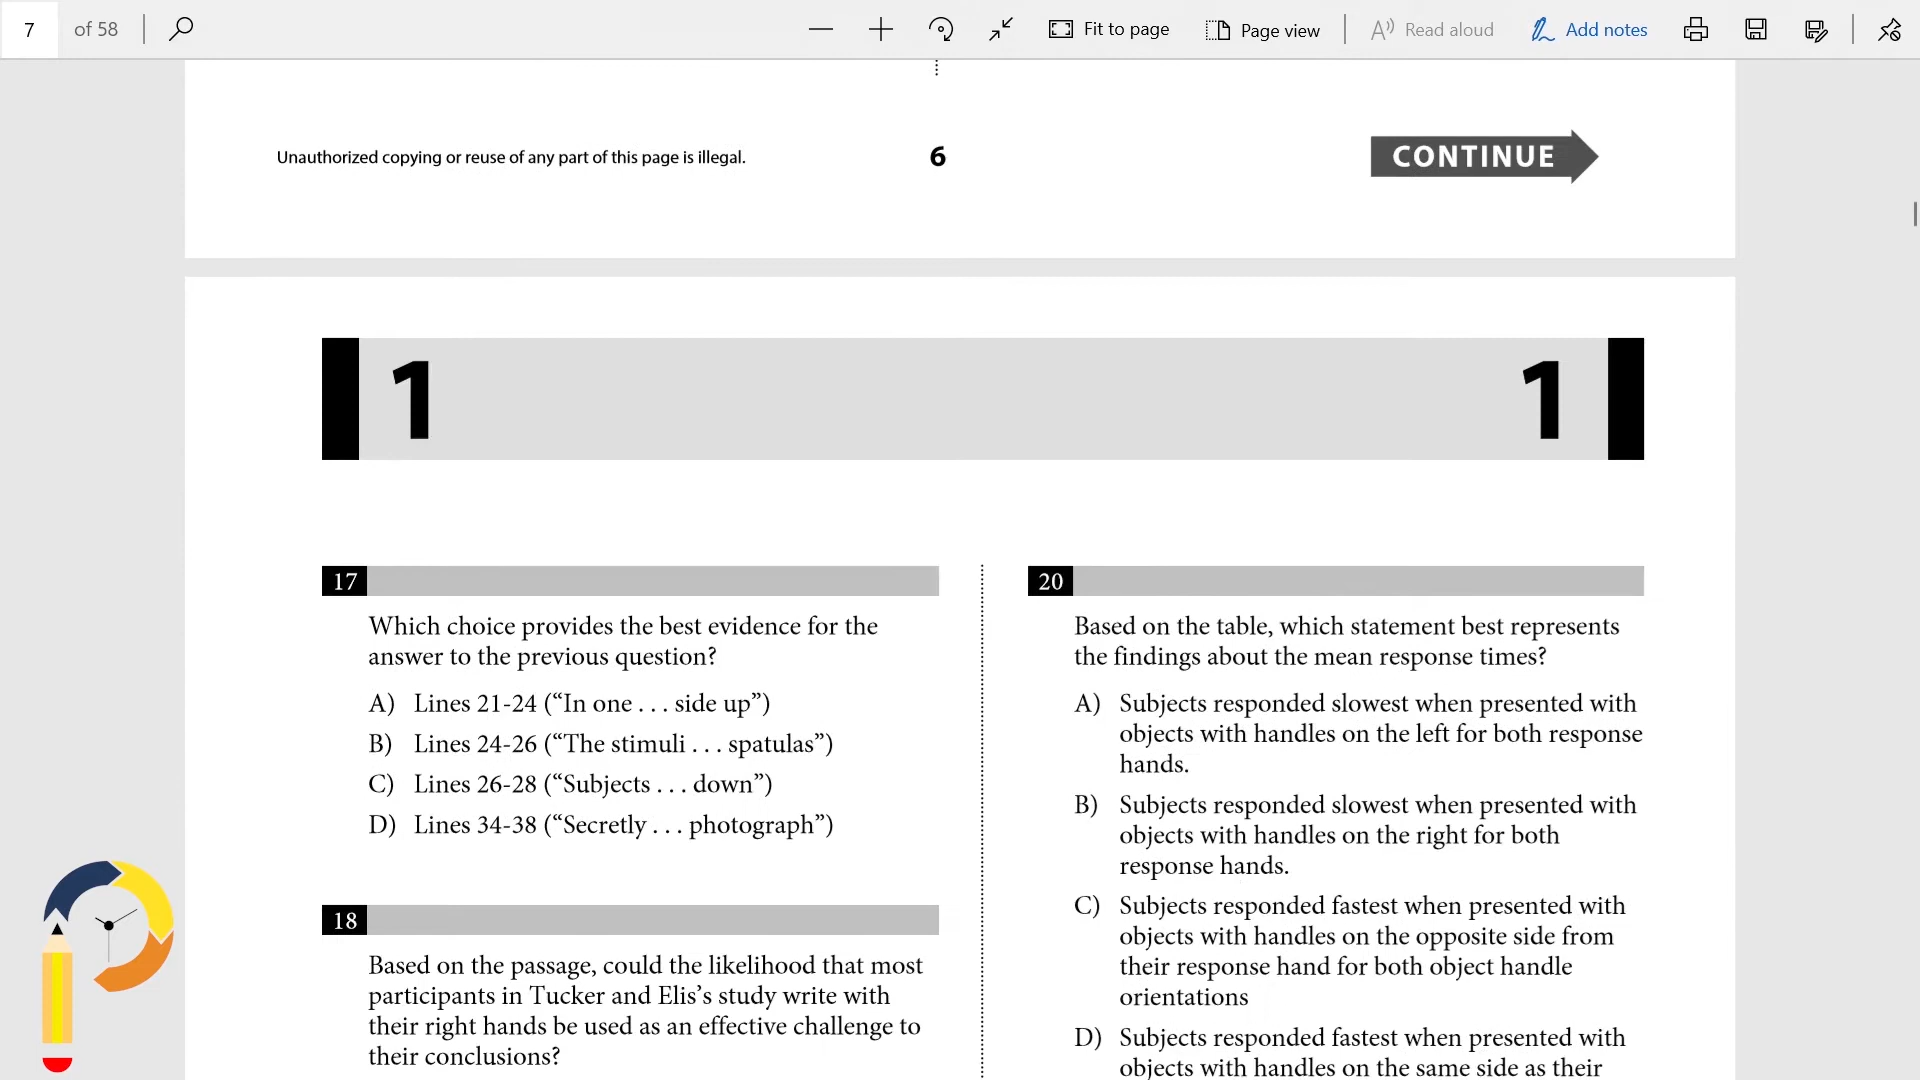 7 of 58
Fit to page
Page view
Read aloud
Add notes
Unauthorized copying or reuse of any part of this page is illegal.
6
CONTINUE
1
1
17
Which choice provides the best evidence for the
answer to the previous question?
A) Lines 21-24 (“In one . . . side up”)
B) Lines 24-26 (“The stimuli . . . spatulas”)
C) Lines 26-28 (“Subjects . . . down”)
D) Lines 34-38 (“Secretly . . . photograph”)
18
Based on the passage, could the likelihood that most
participants in Tucker and Elis’s study write with
their right hands be used as an effective challenge to
their conclusions?
20
Based on the table, which statement best represents
the findings about the mean response times?
A) Subjects responded slowest when presented with
objects with handles on the left for both response
hands.
B) Subjects responded slowest when presented with
objects with handles on the right for both
response hands.
C) Subjects responded fastest when presented with
objects with handles on the opposite side from
their response hand for both object handle
orientations
D) Subjects responded fastest when presented with
objects with handles on the same side as their